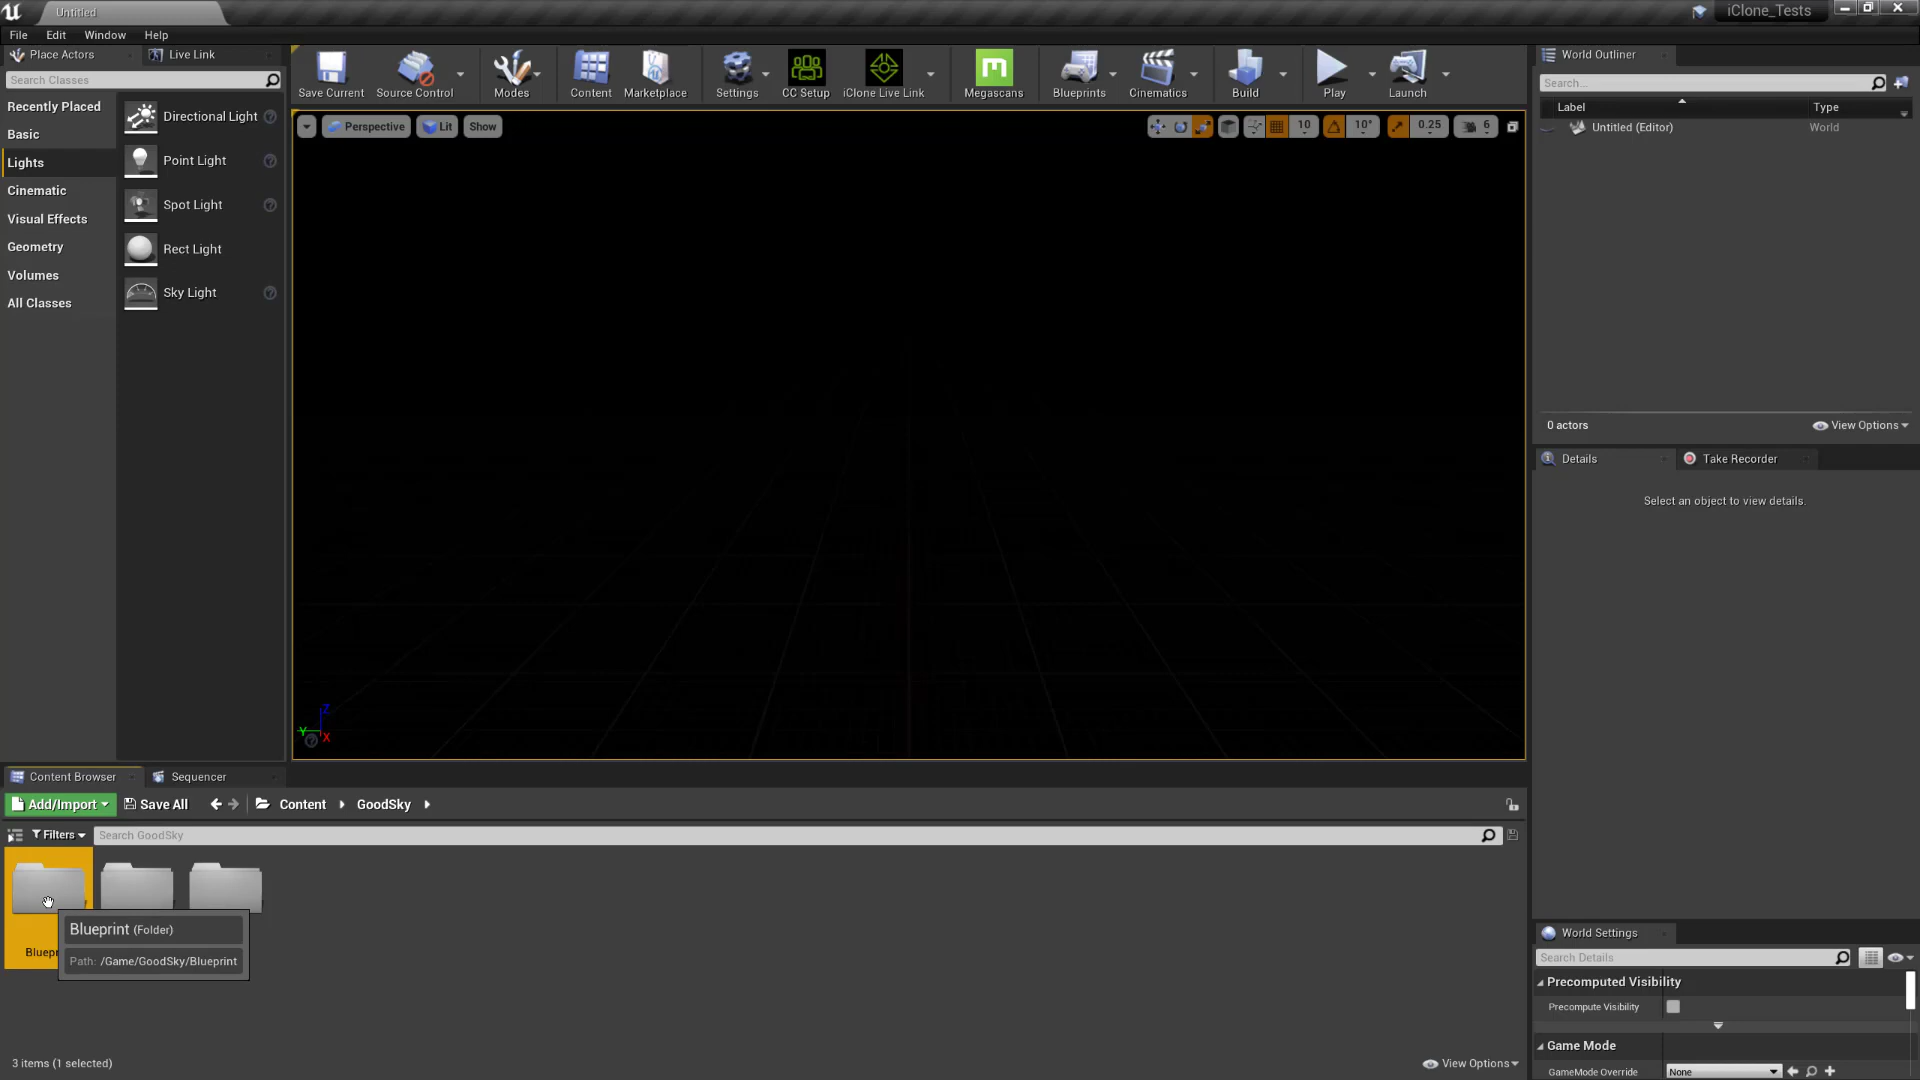 Untitled
iClone_Tests
File Edit Window Help
Place Actors Live Link
Search Classes
Recently Placed
Basic
Lights
Cinematic
Visual Effects
Geometry
Volumes
All Classes
Directional Light
Point Light
Spot Light
Rect Light
Sky Light
Save Current Source Control Modes Content Marketplace Settings CC Setup iClone Live Link Megascans Blueprints Cinematics Build Play Launch
Perspective Lit Show
10 10° 0.25 6
Z
Y
X
World Outliner
Search...
Label Type
Untitled (Editor) World
0 actors View Options
Details Take Recorder
Select an object to view details.
Content Browser Sequencer
Add/Import Save All Content GoodSky
Filters Search GoodSky
Bluepr
Blueprint (Folder)
Path: /Game/GoodSky/Blueprint
3 items (1 selected) View Options
World Settings
Search Details
Precomputed Visibility
Precompute Visibility
Game Mode
GameMode Override None